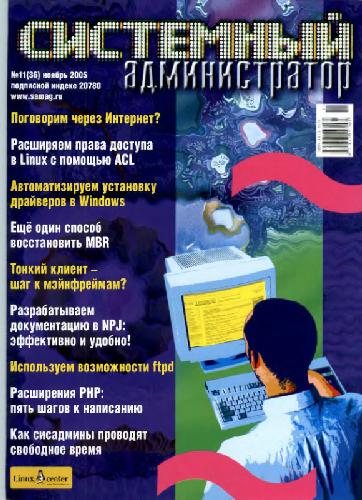 СИСТЕМНЫЙ
администратор
№11(36) ноябрь 2005
подписной индекс 20780
www.samag.ru
Поговорим через Интернет?
Расширяем права доступа
в Linux с помощью ACL
Автоматизируем установку
драйверов в Windows
Ещё один способ
восстановить MBR
Тонкий клиент –
шаг к мэйнфреймам?
Разрабатываем
документацию в NPJ:
эффективно и удобно!
Используем возможности ftpd
Расширения PHP:
пять шагов к написанию
Как сисадмины проводят
свободное время
Linux center